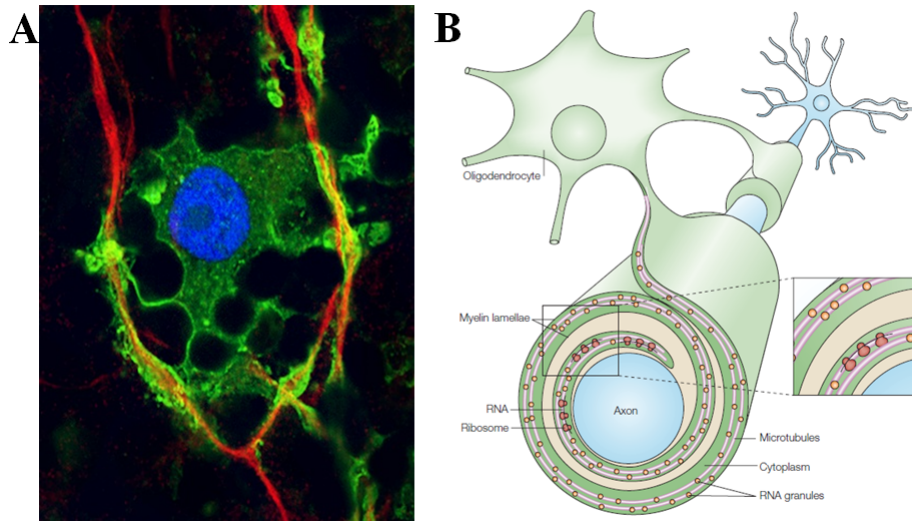 A
B
Oligodendrocyte
Myelin lamellae
RNA
Ribosome
Axon
Microtubules
Cytoplasm
RNA granules